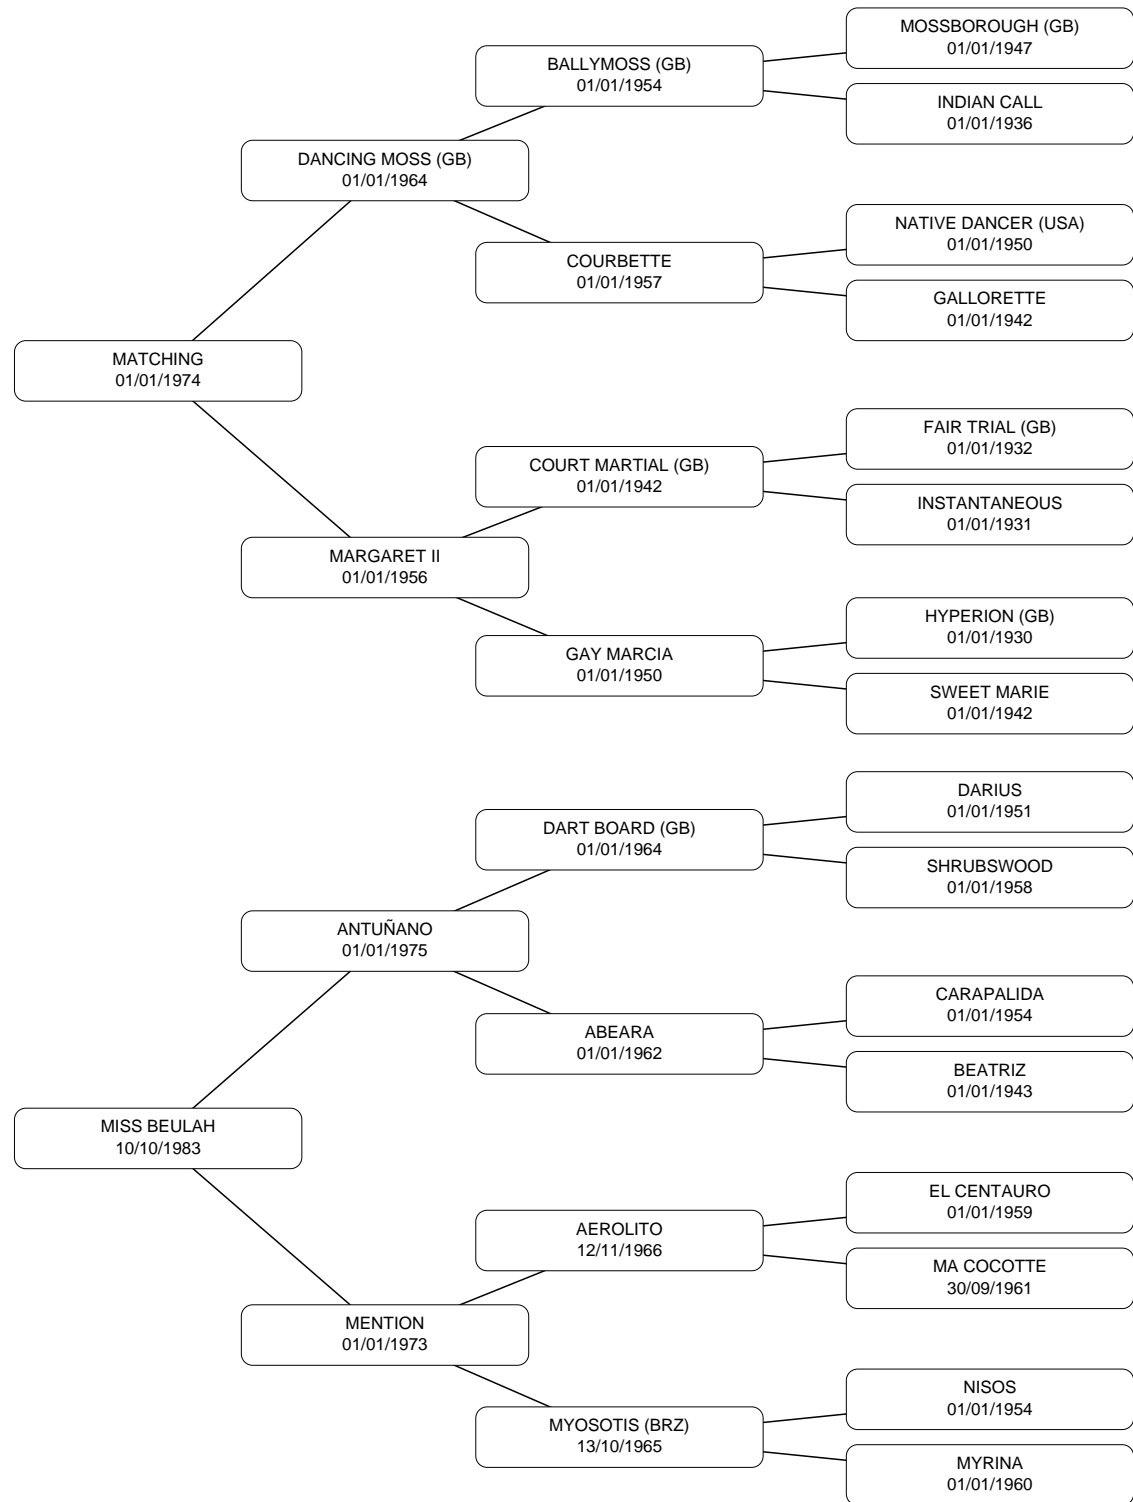 MOSSBOROUGH (GB)
01/01/1947
BALLYMOSS (GB)
01/01/1954
INDIAN CALL
01/01/1936
DANCING MOSS (GB)
01/01/1964
NATIVE DANCER (USA)
01/01/1950
COURBETTE
01/01/1957
GALLORETTE
01/01/1942
MATCHING
01/01/1974
FAIR TRIAL (GB)
01/01/1932
COURT MARTIAL (GB)
01/01/1942
INSTANTANEOUS
01/01/1931
MARGARET II
01/01/1956
HYPERION (GB)
01/01/1930
GAY MARCIA
01/01/1950
SWEET MARIE
01/01/1942
DARIUS
01/01/1951
DART BOARD (GB)
01/01/1964
SHRUBSWOOD
01/01/1958
ANTUÑANO
01/01/1975
CARAPALIDA
01/01/1954
ABEARA
01/01/1962
BEATRIZ
01/01/1943
MISS BEULAH
10/10/1983
EL CENTAURO
01/01/1959
AEROLITO
12/11/1966
MA COCOTTE
30/09/1961
MENTION
01/01/1973
NISOS
01/01/1954
MYOSOTIS (BRZ)
13/10/1965
MYRINA
01/01/1960